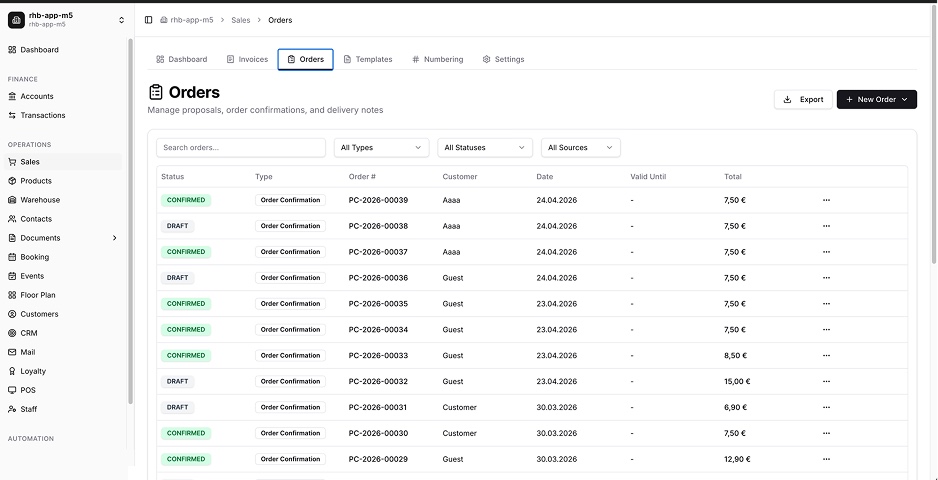 rhb-app-m5
rhb-app-m5
Dashboard
FINANCE
Accounts
Transactions
OPERATIONS
Sales
Products
Warehouse
Contacts
Documents
Booking
Events
Floor Plan
Customers
CRM
Mail
Loyalty
POS
Staff
AUTOMATION
rhb-app-m5 > Sales > Orders
Dashboard Invoices Orders Templates # Numbering Settings
Orders
Manage proposals, order confirmations, and delivery notes
Export + New Order
Search orders... All Types All Statuses All Sources
Status Type Order # Customer Date Valid Until Total
CONFIRMED Order Confirmation PC-2026-00039 Aaaa 24.04.2026 - 7,50 € ...
DRAFT Order Confirmation PC-2026-00038 Aaaa 24.04.2026 - 7,50 € ...
CONFIRMED Order Confirmation PC-2026-00037 Aaaa 24.04.2026 - 7,50 € ...
DRAFT Order Confirmation PC-2026-00036 Guest 24.04.2026 - 7,50 € ...
CONFIRMED Order Confirmation PC-2026-00035 Guest 23.04.2026 - 7,50 € ...
CONFIRMED Order Confirmation PC-2026-00034 Guest 23.04.2026 - 7,50 € ...
CONFIRMED Order Confirmation PC-2026-00033 Guest 23.04.2026 - 8,50 € ...
DRAFT Order Confirmation PC-2026-00032 Guest 23.04.2026 - 15,00 € ...
DRAFT Order Confirmation PC-2026-00031 Customer 30.03.2026 - 6,90 € ...
CONFIRMED Order Confirmation PC-2026-00030 Customer 30.03.2026 - 7,50 € ...
CONFIRMED Order Confirmation PC-2026-00029 Guest 30.03.2026 - 12,90 € ...